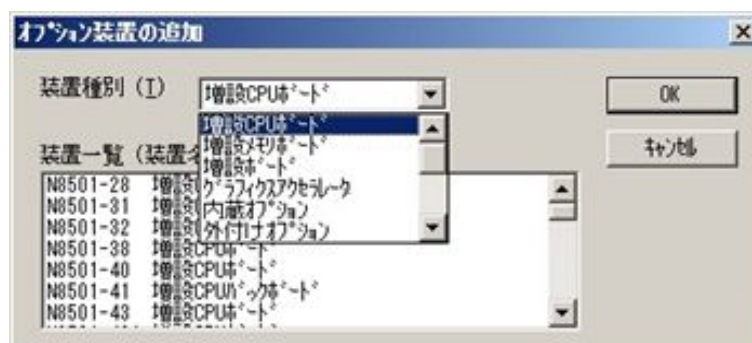 ｵﾌﾟｼｮﾝ装置の追加
装置種別 (T)
増設CPUﾎﾞｰﾄﾞ
OK
ｷｬﾝｾﾙ
増設CPUﾎﾞｰﾄﾞ
増設ﾒﾓﾘﾎﾞｰﾄﾞ
増設ﾎﾞｰﾄﾞ
ｸﾞﾗﾌｨｸｽｱｸｾﾗﾚｰﾀ
内蔵ｵﾌﾟｼｮﾝ
外付けｵﾌﾟｼｮﾝ
装置一覧 (装置名
N8501-28 増設
N8501-31 増設
N8501-32 増設
N8501-38 増設CPUﾎﾞｰﾄﾞ
N8501-40 増設CPUﾎﾞｰﾄﾞ
N8501-41 増設CPUﾊﾞｯｸﾎﾞｰﾄﾞ
N8501-43 増設CPUﾎﾞｰﾄﾞ